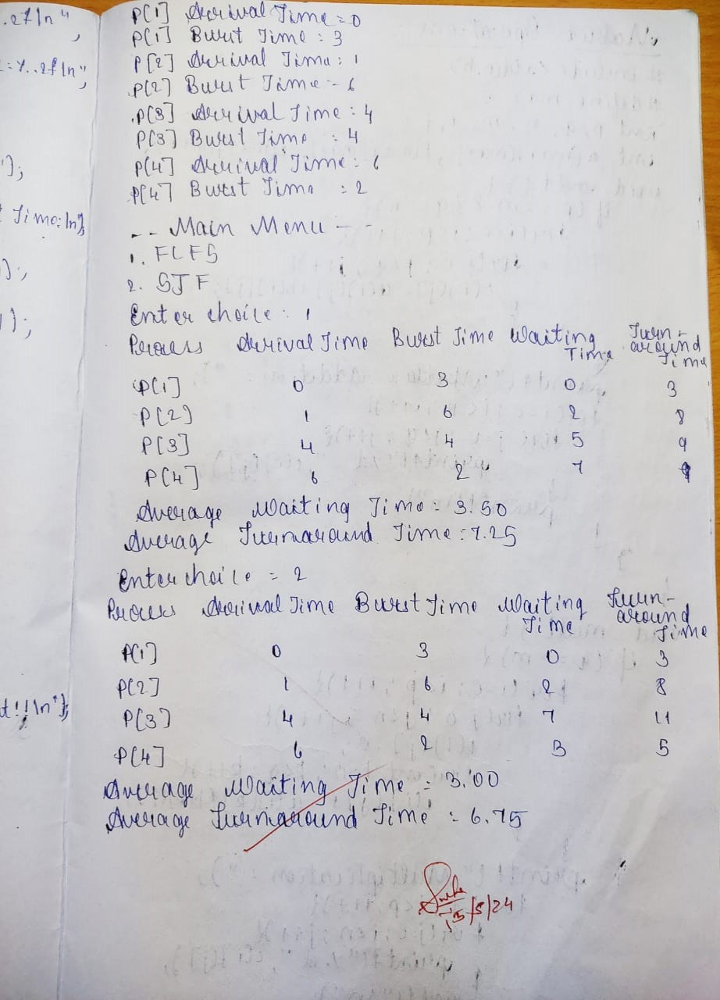 .2f\n",
=%..2f\n",
");
Time:\n");
);
);
t!!\n");
P[1] Arrival Time=0
P[1] Burst Time : 3
P[2] Arrival Time : 1
P[2] Burst Time - 6
P[3] Arrival Time : 4
P[3] Burst Time : 4
P[4] Arrival Time : 6
P[4] Burst Time : 2
-- Main Menu --
1. FCFS
2. SJF
Enter choice : 1
Process Arrival Time Burst Time Waiting Time Turn-around Time
P[1] 0 3 0 3
P[2] 1 6 2 8
P[3] 4 4 5 9
P[4] 6 2 7 9
Average Waiting Time = 3.50
Average Turnaround Time : 7.25
Enter choice = 2
Process Arrival Time Burst Time Waiting Time Turn-around Time
P[1] 0 3 0 3
P[2] 1 6 2 8
P[3] 4 4 7 11
P[4] 6 2 3 5
Average Waiting Time = 3.00
Average Turnaround Time : 6.75
13/5/24